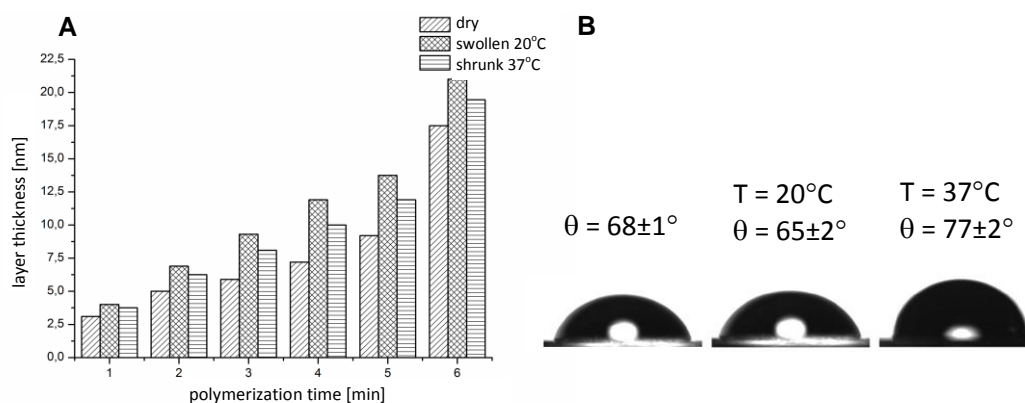 A
dry
swollen 20°C
shrunk 37°C
layer thickness [nm]
22,5
20,0
17,5
15,0
12,5
10,0
7,5
5,0
2,5
0,0
1 2 3 4 5 6
polymerization time [min]
B
θ = 68±1°
T = 20°C
θ = 65±2°
T = 37°C
θ = 77±2°